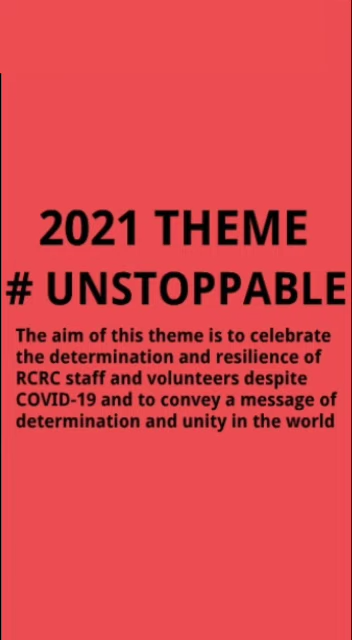 2021 THEME
# UNSTOPPABLE
The aim of this theme is to celebrate
the determination and resilience of
RCRC staff and volunteers despite
COVID-19 and to convey a message of
determination and unity in the world